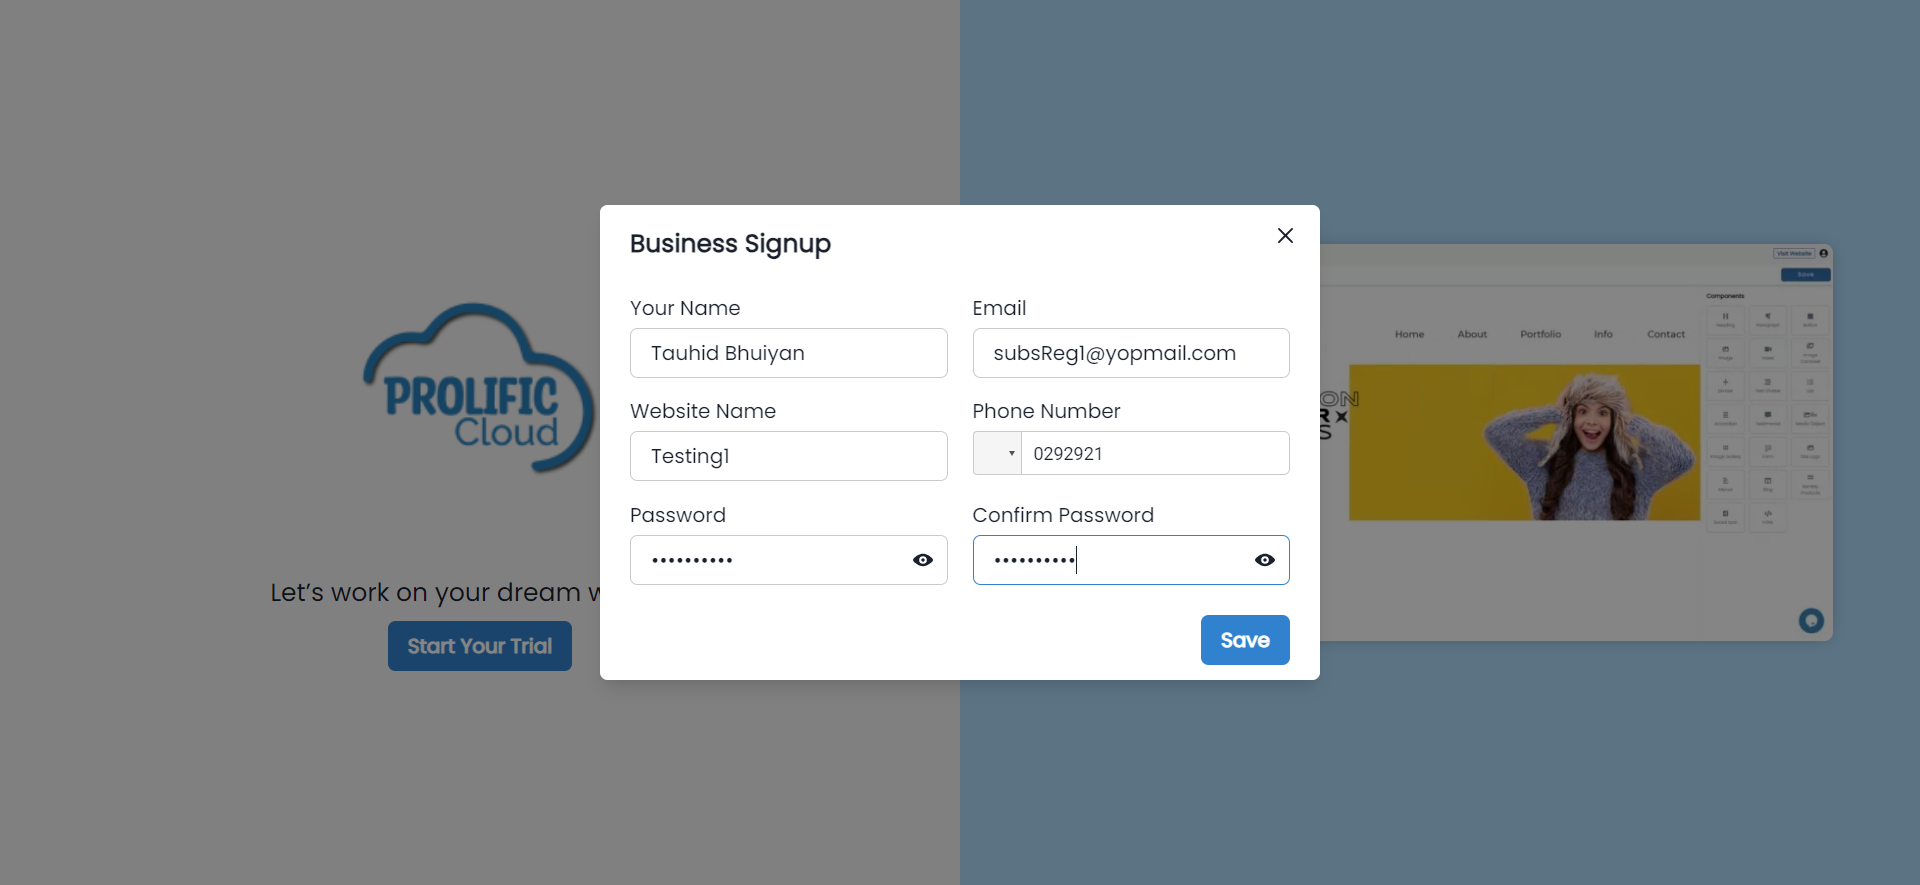 PROLIFIC
Cloud
Let's work on your dream w
Start Your Trial
Business Signup
Your Name
Email
Tauhid Bhuiyan
subsReg1@yopmail.com
Website Name
Phone Number
Testing1
0292921
Password
Confirm Password
••••••••••
••••••••••
Save
Visit Website
Save
Components
Home About Portfolio Info Contact
ON
R
S